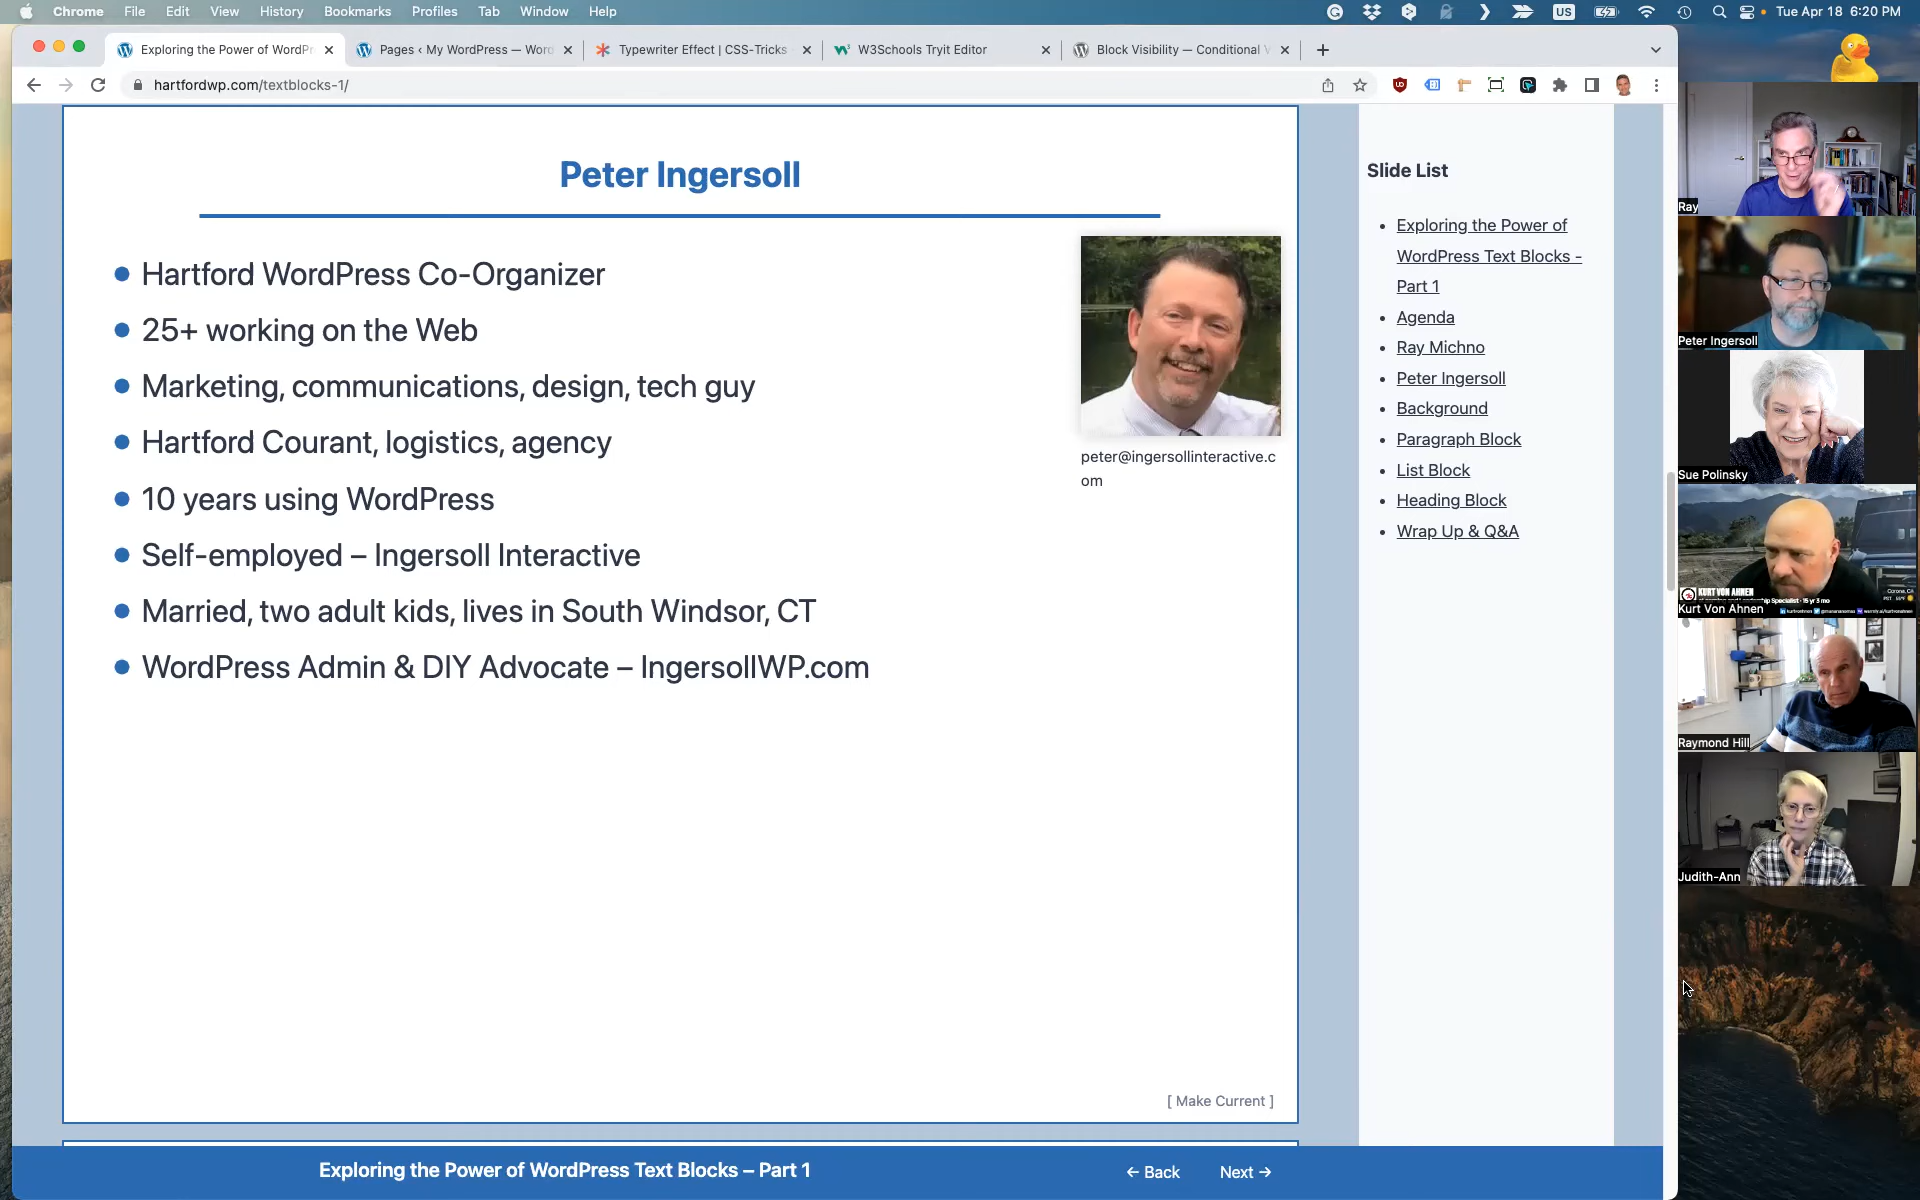 Chrome File Edit View History Bookmarks Profiles Tab Window Help
US
Tue Apr 18 6:20 PM
Exploring the Power of WordPr
Pages ‹ My WordPress — Word
Typewriter Effect | CSS-Tricks
W3Schools Tryit Editor
Block Visibility — Conditional V
hartfordwp.com/textblocks-1/
Peter Ingersoll
Hartford WordPress Co-Organizer
25+ working on the Web
Marketing, communications, design, tech guy
Hartford Courant, logistics, agency
10 years using WordPress
Self-employed – Ingersoll Interactive
Married, two adult kids, lives in South Windsor, CT
WordPress Admin & DIY Advocate – IngersollWP.com
peter@ingersollinteractive.c
om
[ Make Current ]
Slide List
Exploring the Power of
WordPress Text Blocks -
Part 1
Agenda
Ray Michno
Peter Ingersoll
Background
Paragraph Block
List Block
Heading Block
Wrap Up & Q&A
Exploring the Power of WordPress Text Blocks – Part 1
← Back
Next →
Ray
Peter Ingersoll
Sue Polinsky
KURT VON AHNEN
Kurt Von Ahnen
Raymond Hill
Judith-Ann